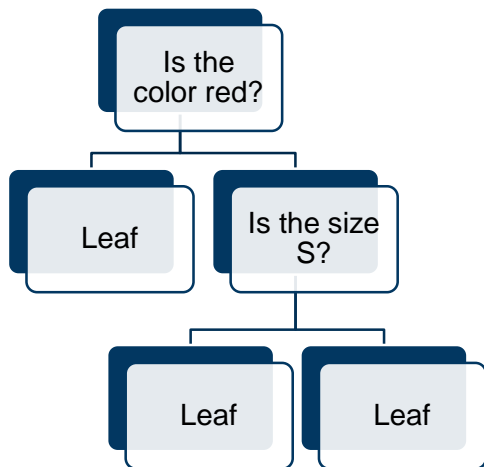 Is the
color red?
Leaf
Is the size
S?
Leaf
Leaf